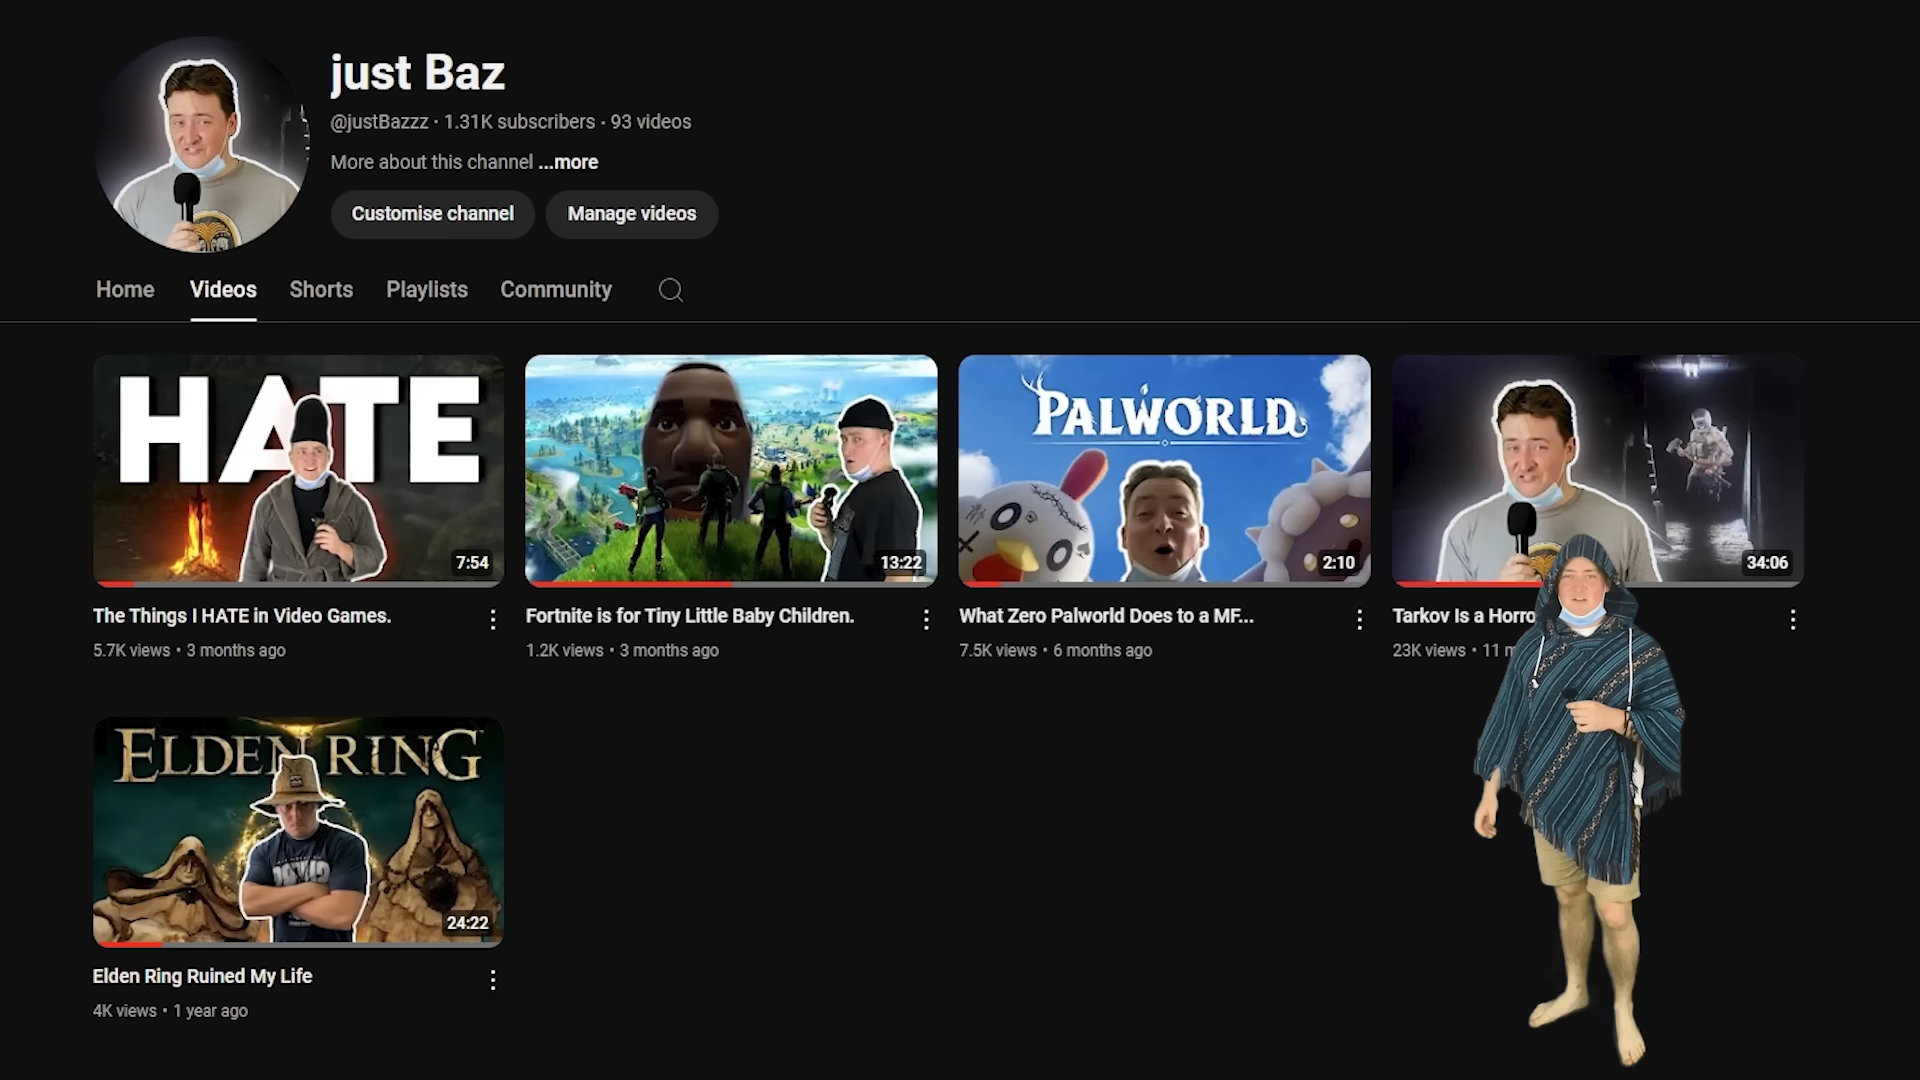 just Baz
@justBazzz · 1.31K subscribers · 93 videos
More about this channel ...more
Customise channel
Manage videos
Home
Videos
Shorts
Playlists
Community
HATE
7:54
13:22
PALWORLD
2:10
34:06
The Things I HATE in Video Games.
Fortnite is for Tiny Little Baby Children.
What Zero Palworld Does to a MF...
Tarkov Is a Horro
5.7K views • 3 months ago
1.2K views • 3 months ago
7.5K views • 6 months ago
23K views • 11 m
ELDEN RING
24:22
Elden Ring Ruined My Life
4K views • 1 year ago